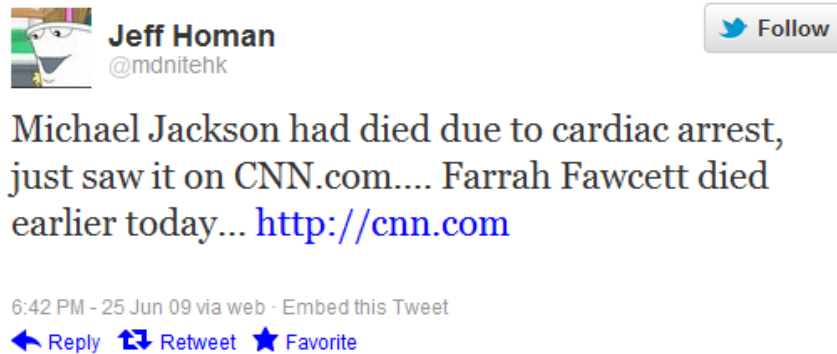 Jeff Homan
Follow
@mdnitehk
Michael Jackson had died due to cardiac arrest,
just saw it on CNN.com.... Farrah Fawcett died
earlier today... http://cnn.com
6:42 PM - 25 Jun 09 via web · Embed this Tweet
Reply Retweet Favorite